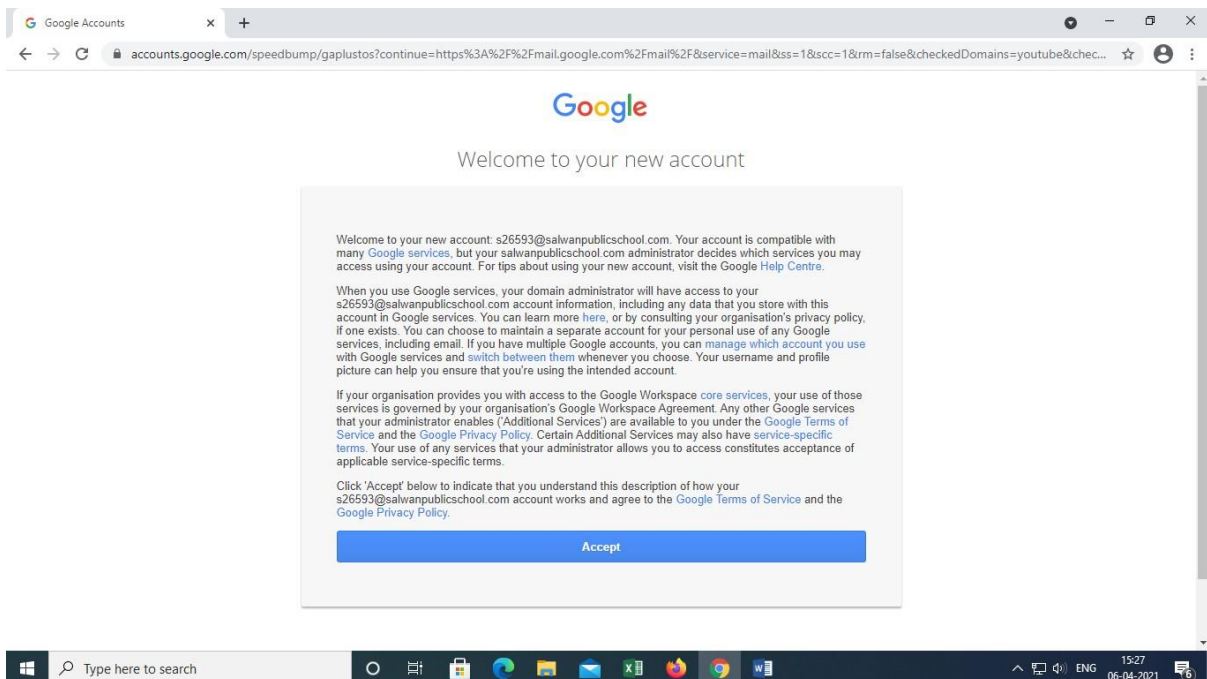 Google Accounts
accounts.google.com/speedbump/gaplustos?continue=https%3A%2F%2Fmail.google.com%2Fmail%2F&service=mail&ss=1&scc=1&rm=false&checkedDomains=youtube&chec...
Google
Welcome to your new account
Welcome to your new account: s26593@salwanpublicschool.com. Your account is compatible with
many Google services, but your salwanpublicschool.com administrator decides which services you may
access using your account. For tips about using your new account, visit the Google Help Centre.
When you use Google services, your domain administrator will have access to your
s26593@salwanpublicschool.com account information, including any data that you store with this
account in Google services. You can learn more here, or by consulting your organisation's privacy policy,
if one exists. You can choose to maintain a separate account for your personal use of any Google
services, including email. If you have multiple Google accounts, you can manage which account you use
with Google services and switch between them whenever you choose. Your username and profile
picture can help you ensure that you're using the intended account.
If your organisation provides you with access to the Google Workspace core services, your use of those
services is governed by your organisation's Google Workspace Agreement. Any other Google services
that your administrator enables ('Additional Services') are available to you under the Google Terms of
Service and the Google Privacy Policy. Certain Additional Services may also have service-specific
terms. Your use of any services that your administrator allows you to access constitutes acceptance of
applicable service-specific terms.
Click 'Accept' below to indicate that you understand this description of how your
s26593@salwanpublicschool.com account works and agree to the Google Terms of Service and the
Google Privacy Policy.
Accept
Type here to search
ENG
15:27
06-04-2021
6